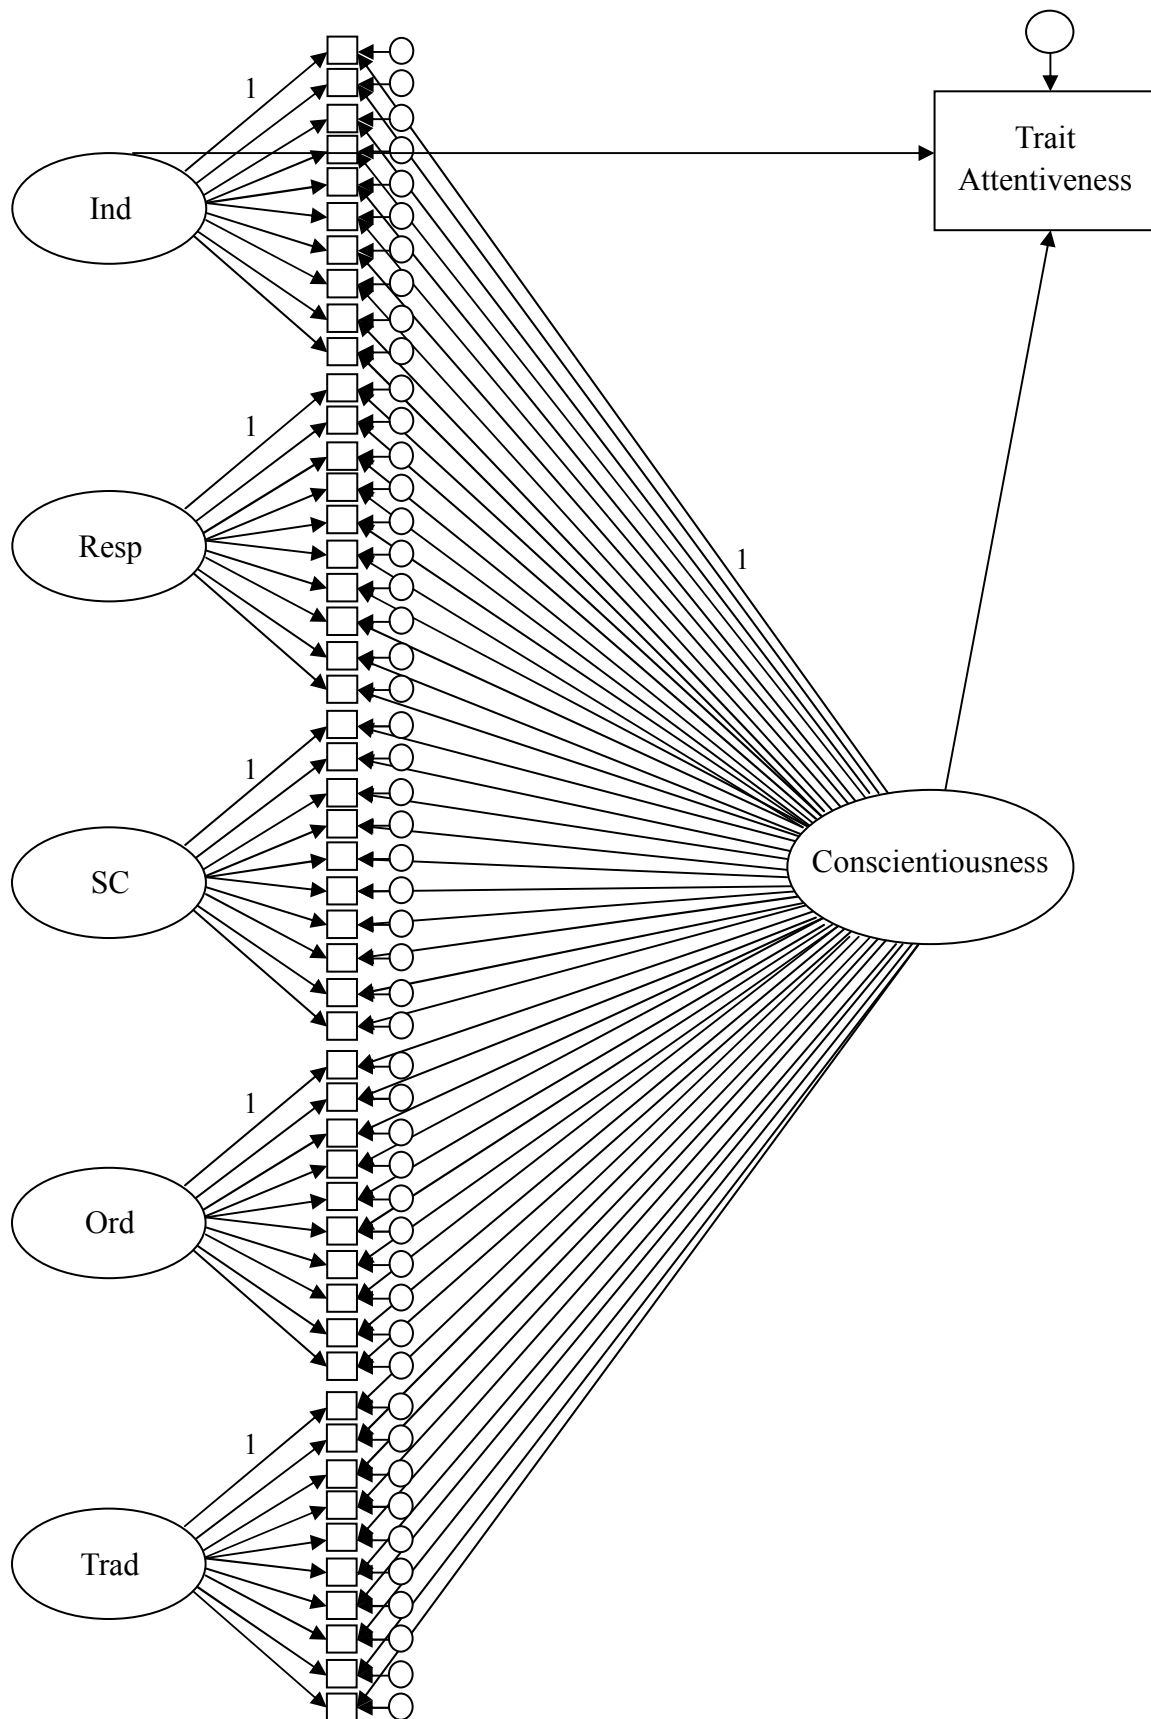 1
Trait
Attentiveness
Ind
1
Resp
1
1
SC
Conscientiousness
1
Ord
1
Trad